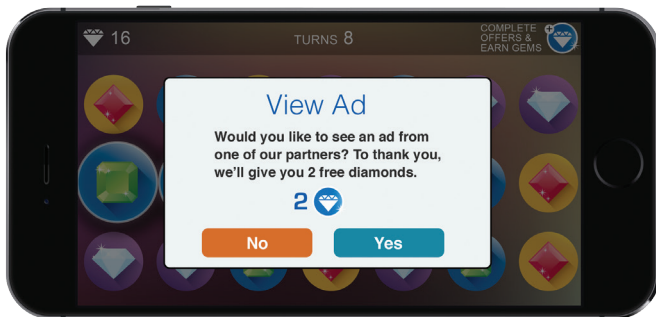 16
TURNS 8
COMPLETE
OFFERS &
EARN GEMS
View Ad
Would you like to see an ad from
one of our partners? To thank you,
we'll give you 2 free diamonds.
2
No
Yes